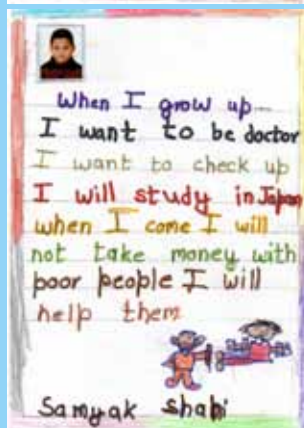 When I grow up...
I want to be doctor
I want to check up
I will study in Japan
when I come I will
not take money with
poor people I will
help them
Samyak shahi